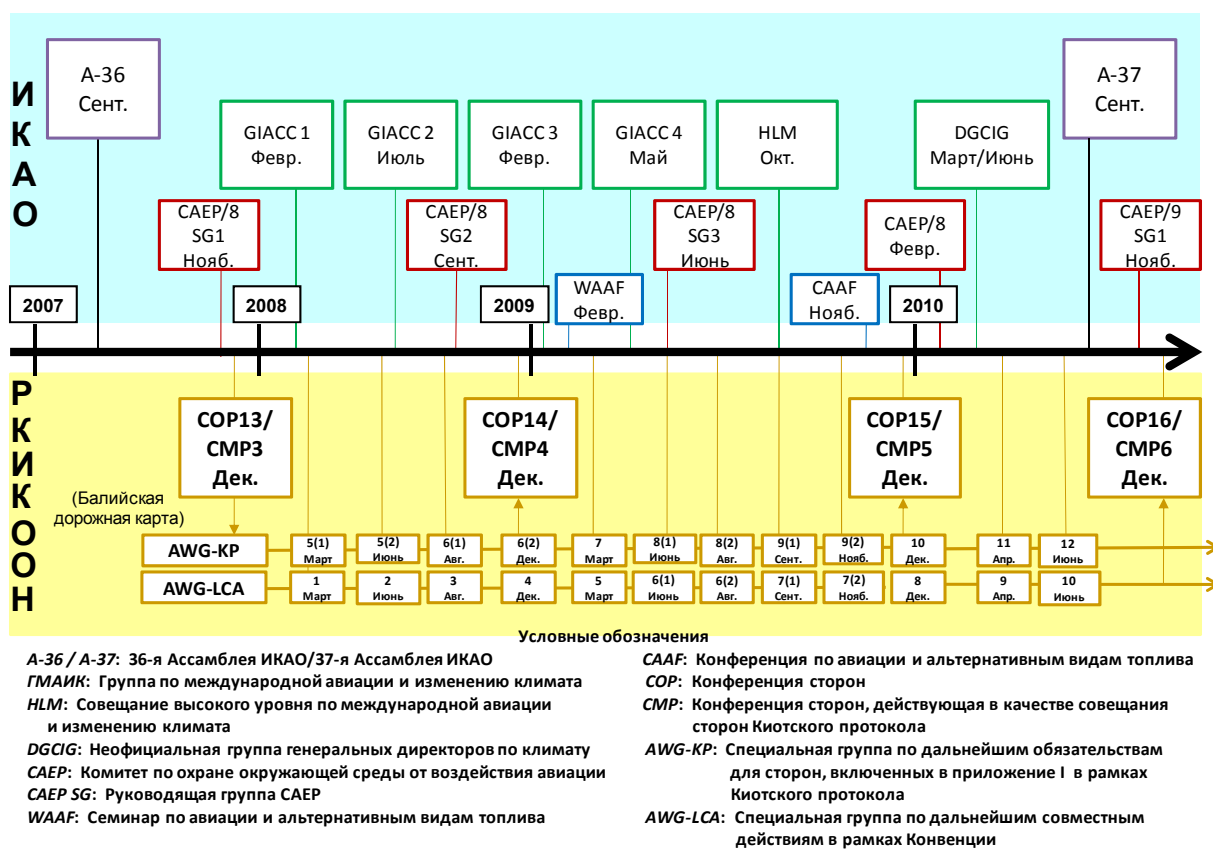 ИКАО
А-36
Сент.
А-37
Сент.
GIACC 1
Февр.
GIACC 2
Июль
GIACC 3
Февр.
GIACC 4
Май
HLM
Окт.
DGCIG
Март/Июнь
CAEP/8
SG1
Нояб.
CAEP/8
SG2
Сент.
CAEP/8
SG3
Июнь
CAEP/8
Февр.
CAEP/9
SG1
Нояб.
WAAF
Февр.
CAAF
Нояб.
2007
2008
2009
2010
РКИКООН
COP13/
CMP3
Дек.
COP14/
CMP4
Дек.
COP15/
CMP5
Дек.
COP16/
CMP6
Дек.
(Балийская
дорожная карта)
AWG-KP
5(1)
Март
5(2)
Июнь
6(1)
Авг.
6(2)
Дек.
7
Март
8(1)
Июнь
8(2)
Авг.
9(1)
Сент.
9(2)
Нояб.
10
Дек.
11
Апр.
12
Июнь
AWG-LCA
1
Март
2
Июнь
3
Авг.
4
Дек.
5
Март
6(1)
Июнь
6(2)
Авг.
7(1)
Сент.
7(2)
Нояб.
8
Дек.
9
Апр.
10
Июнь
Условные обозначения
А-36 / А-37: 36-я Ассамблея ИКАО/37-я Ассамблея ИКАО
ГМАИК: Группа по международной авиации и изменению климата
HLM: Совещание высокого уровня по международной авиации
и изменению климата
DGCIG: Неофициальная группа генеральных директоров по климату
CAEP: Комитет по охране окружающей среды от воздействия авиации
CAEP SG: Руководящая группа CAEP
WAAF: Семинар по авиации и альтернативным видам топлива
CAAF: Конференция по авиации и альтернативным видам топлива
COP: Конференция сторон
CMP: Конференция сторон, действующая в качестве совещания
сторон Киотского протокола
AWG-KP: Специальная группа по дальнейшим обязательствам
для сторон, включенных в приложение I в рамках
Киотского протокола
AWG-LCA: Специальная группа по дальнейшим совместным
действиям в рамках Конвенции